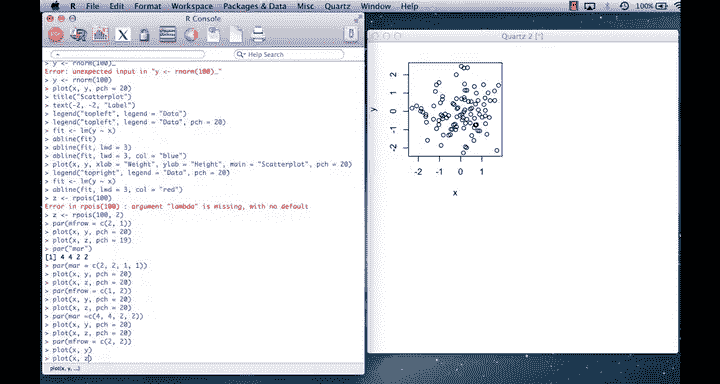 R File Edit Format Workspace Packages & Data Misc Quartz Window Help 100%
R Console
Help Search
> y <- rnorm(100)_
Error: unexpected input in "y <- rnorm(100)_"
> y <- rnorm(100)
> plot(x, y, pch = 20)
> title("Scatterplot")
> text(-2, -2, "Label")
> legend("topleft", legend = "Data")
> legend("topleft", legend = "Data", pch = 20)
> fit <- lm(y ~ x)
> abline(fit)
> abline(fit, lwd = 3)
> abline(fit, lwd = 3, col = "blue")
> plot(x, y, xlab = "Weight", ylab = "Height", main = "Scatterplot", pch = 20)
> legend("topright", legend = "Data", pch = 20)
> fit <- lm(y ~ x)
> abline(fit, lwd = 3, col = "red")
> z <- rpois(100)
Error in rpois(100) : argument "lambda" is missing, with no default
> z <- rpois(100, 2)
> par(mfrow = c(2, 1))
> plot(x, y, pch = 20)
> plot(x, z, pch = 19)
> par("mar")
[1] 4 4 2 2
> par(mar = c(2, 2, 1, 1))
> plot(x, y, pch = 20)
> plot(x, z, pch = 20)
> par(mfrow = c(1, 2))
> plot(x, y, pch = 20)
> plot(x, z, pch = 20)
> par(mar =c(4, 4, 2, 2))
> plot(x, y, pch = 20)
> plot(x, z, pch = 20)
> par(mfrow = c(2, 2))
> plot(x, y)
> plot(x, z)
plot(x, y, ...)
Quartz 2 [*]
2
1
0
-1
-2
y
-2 -1 0 1
x